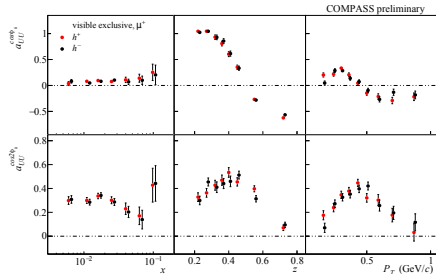 COMPASS preliminary
visible exclusive, μ⁺
h⁺
h⁻
a_UU^cosϕ_h
1
0.5
0
−0.5
a_UU^cos2ϕ_h
0.8
0.6
0.4
0.2
0
10⁻² 10⁻¹ 0.2 0.4 0.6 0.8 0.5 1
x z P_T (GeV/c)